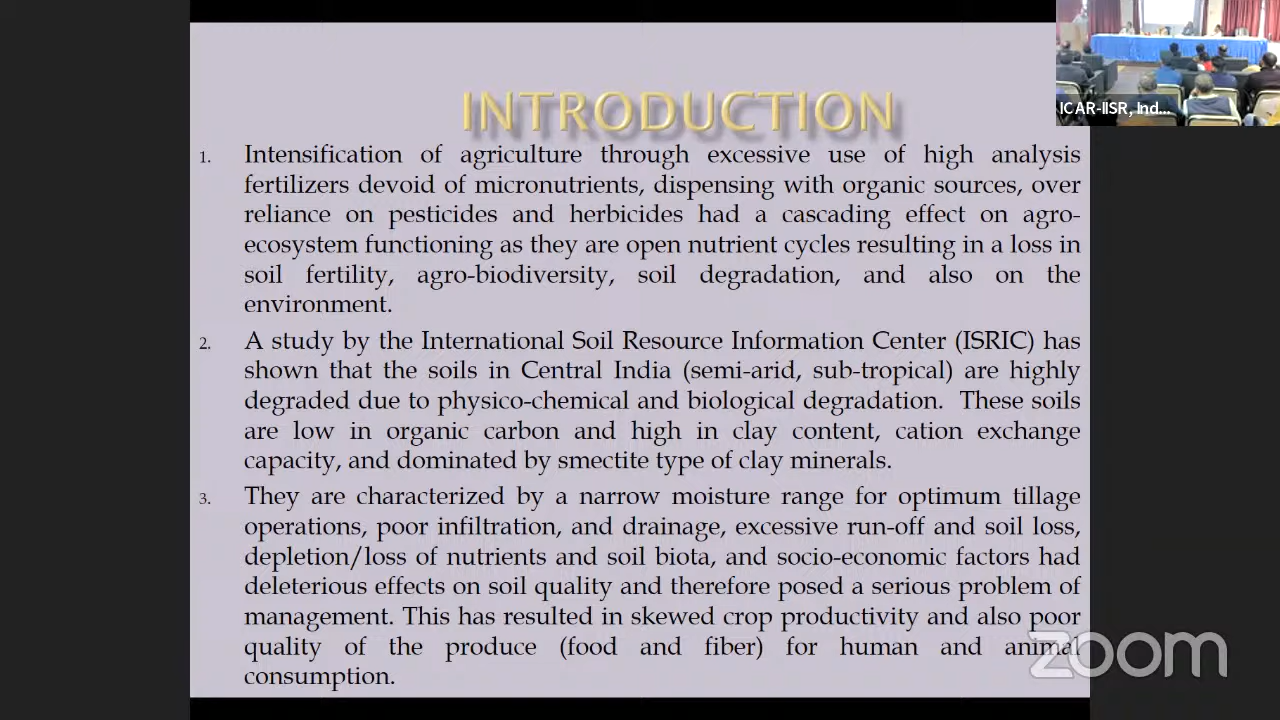 ICAR-IISR, Ind...
INTRODUCTION
1. Intensification of agriculture through excessive use of high analysis
fertilizers devoid of micronutrients, dispensing with organic sources, over
reliance on pesticides and herbicides had a cascading effect on agro-
ecosystem functioning as they are open nutrient cycles resulting in a loss in
soil fertility, agro-biodiversity, soil degradation, and also on the
environment.
2. A study by the International Soil Resource Information Center (ISRIC) has
shown that the soils in Central India (semi-arid, sub-tropical) are highly
degraded due to physico-chemical and biological degradation. These soils
are low in organic carbon and high in clay content, cation exchange
capacity, and dominated by smectite type of clay minerals.
3. They are characterized by a narrow moisture range for optimum tillage
operations, poor infiltration, and drainage, excessive run-off and soil loss,
depletion/loss of nutrients and soil biota, and socio-economic factors had
deleterious effects on soil quality and therefore posed a serious problem of
management. This has resulted in skewed crop productivity and also poor
quality of the produce (food and fiber) for human and animal
consumption.
zoom